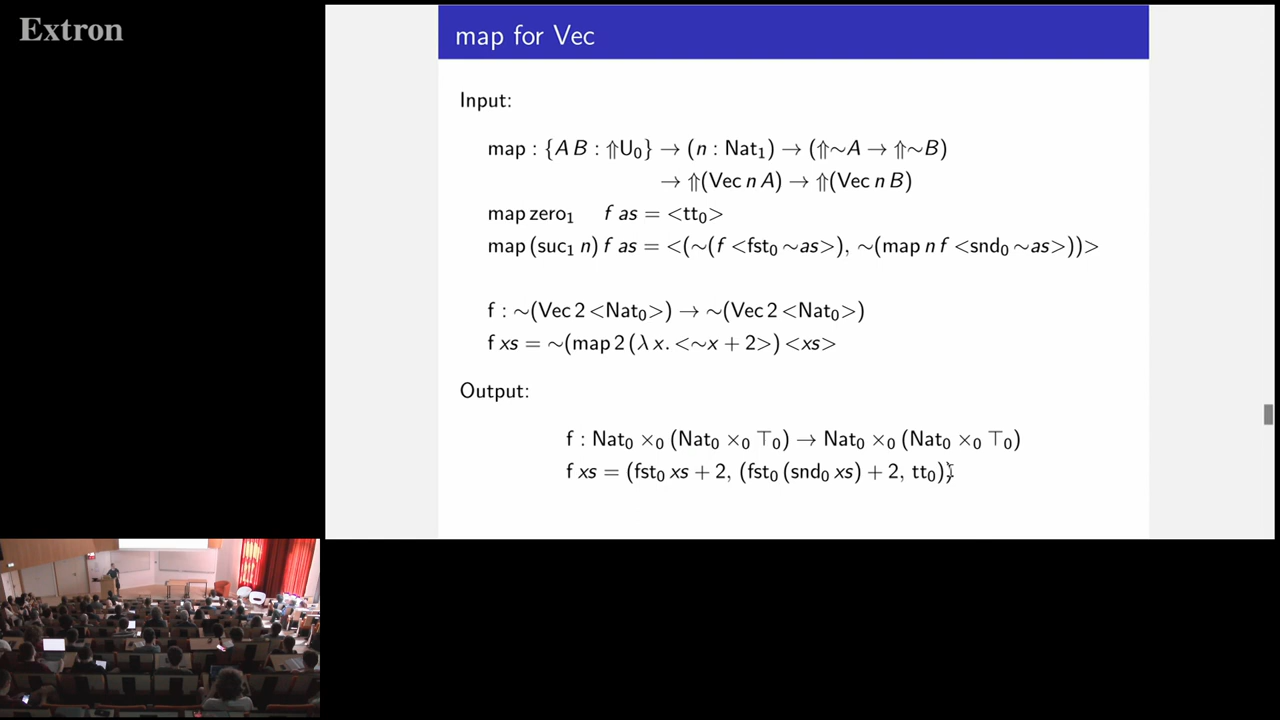 Extron
map for Vec
Input:
map : {A B : ⇑U₀} → (n : Nat₁) → (⇑∼A → ⇑∼B)
→ ⇑(Vec n A) → ⇑(Vec n B)
map zero₁ f as = <tt₀>
map (suc₁ n) f as = <(∼(f <fst₀ ∼as>), ∼(map n f <snd₀ ∼as>))>
f : ∼(Vec 2 <Nat₀>) → ∼(Vec 2 <Nat₀>)
f xs = ∼(map 2 (λ x. <∼x + 2>) <xs>
Output:
f : Nat₀ ×₀ (Nat₀ ×₀ ⊤₀) → Nat₀ ×₀ (Nat₀ ×₀ ⊤₀)
f xs = (fst₀ xs + 2, (fst₀ (snd₀ xs) + 2, tt₀))